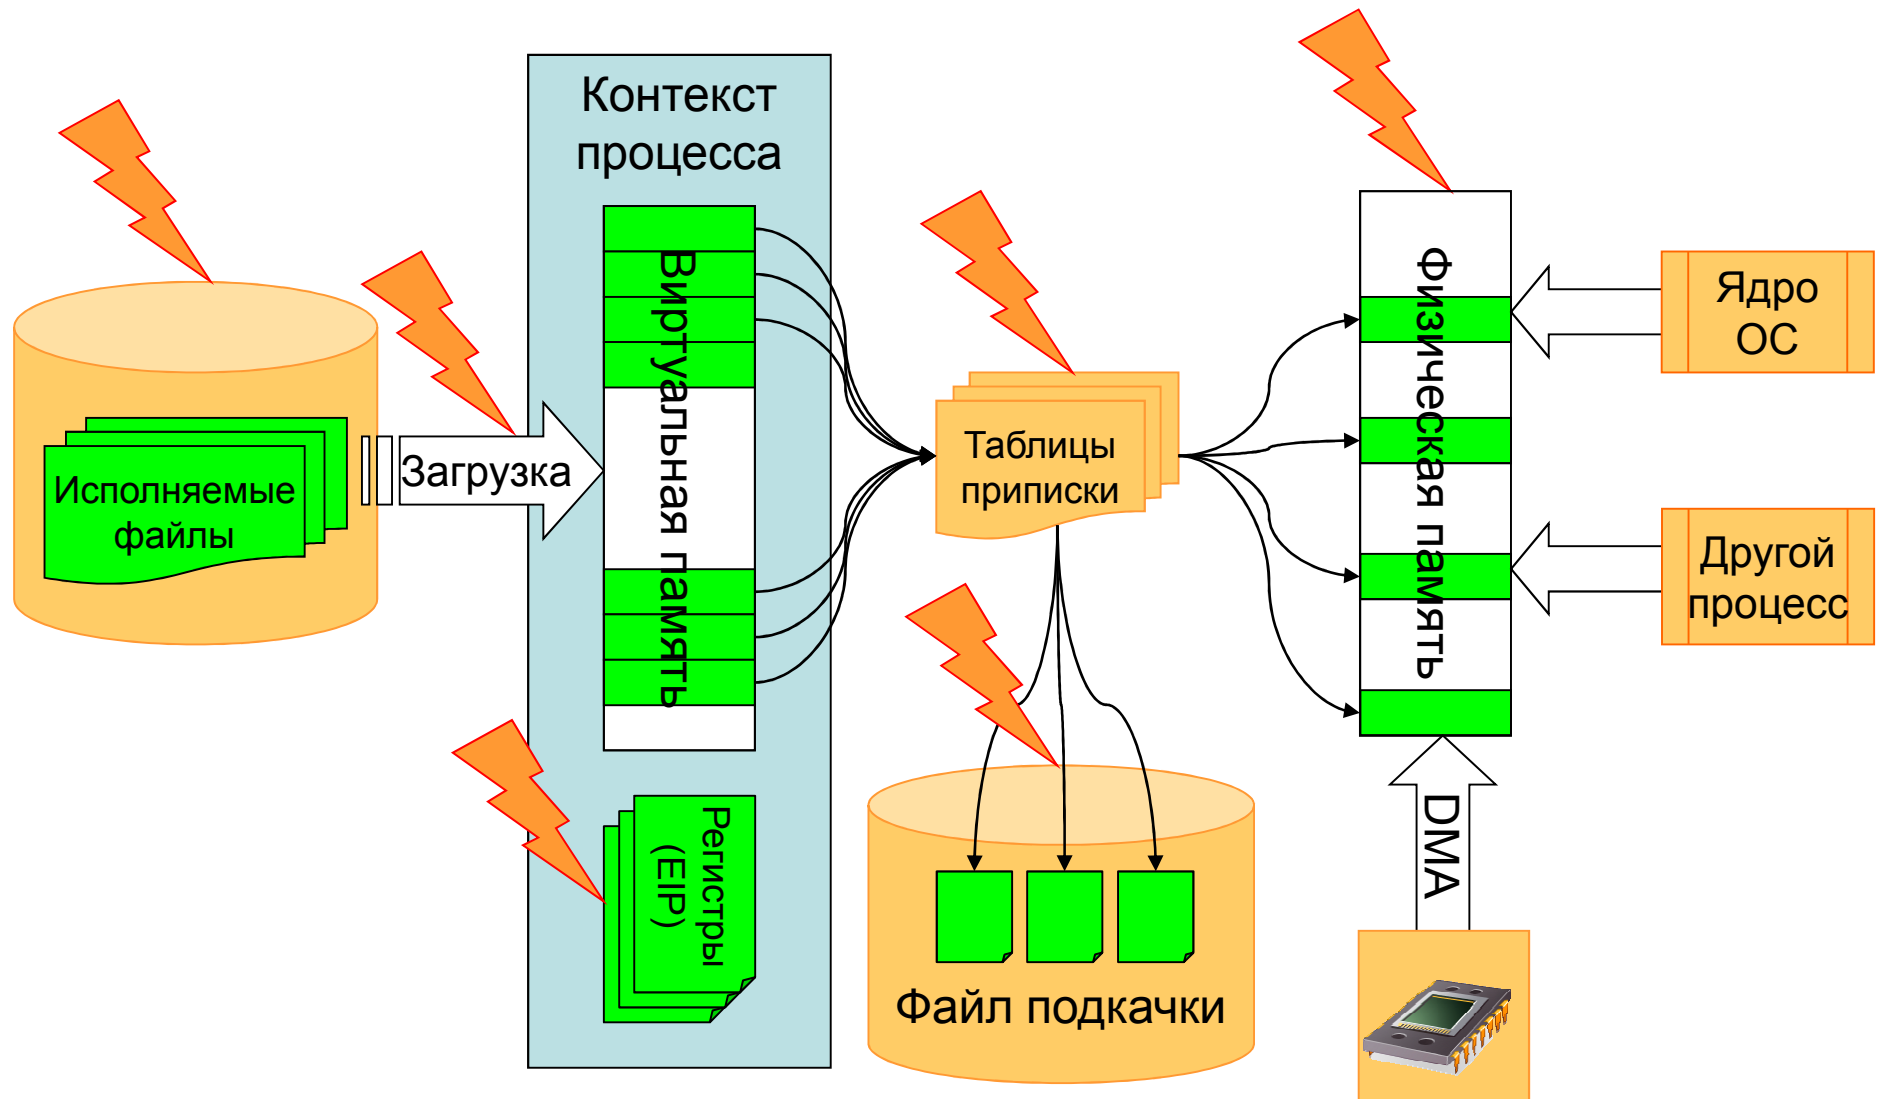 Контекст
процесса
Исполняемые
файлы
Загрузка
Виртуальная память
Регистры
(EIP)
Таблицы
приписки
Файл подкачки
Физическая память
Ядро
ОС
Другой
процесс
DMA